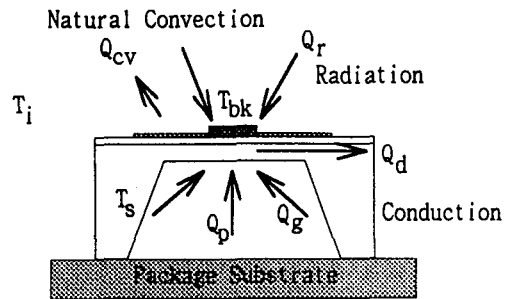 Natural Convection
Q_cv
Q_r
Radiation
T_i
T_bk
Q_d
T_s
Q_p
Q_g
Conduction
Package Substrate